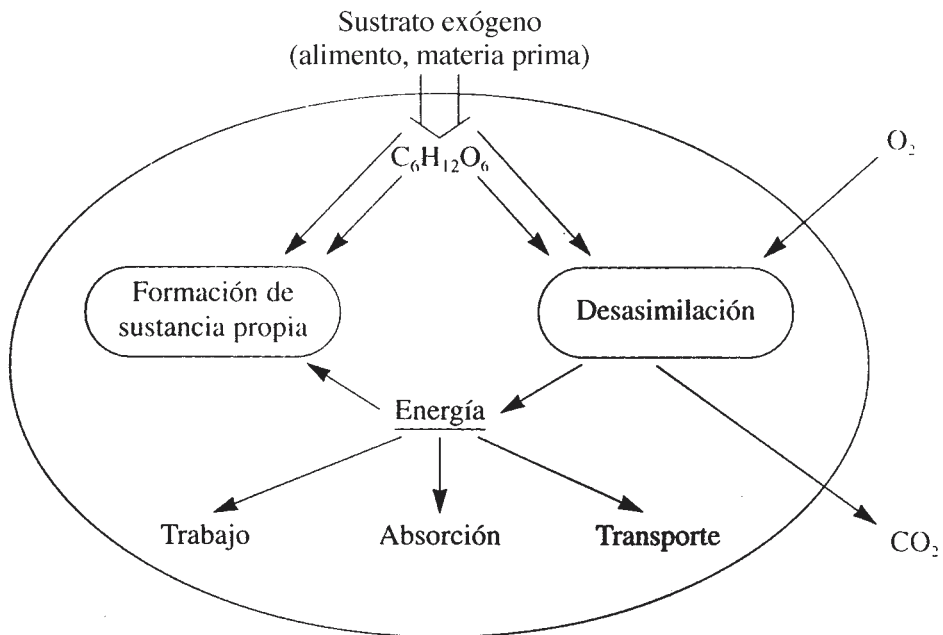 Sustrato exógeno
(alimento, materia prima)
C₆H₁₂O₆
O₂
Formación de
sustancia propia
Desasimilación
Energía
Trabajo
Absorción
Transporte
CO₂